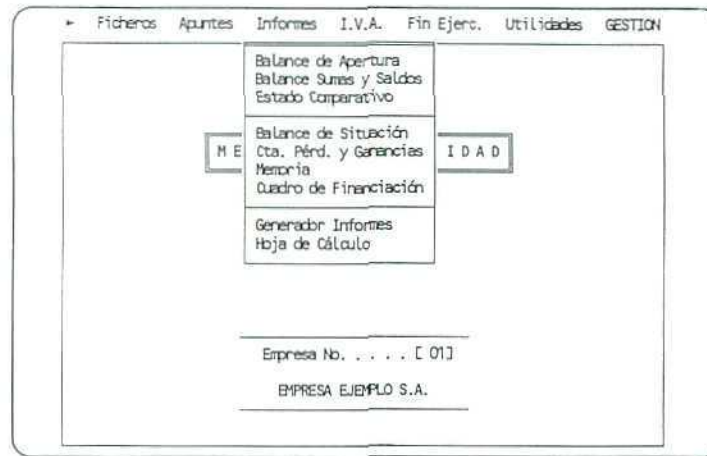 ← Ficheros Apuntes Informes I.V.A. Fin Ejerc. Utilidades GESTION
Balance de Apertura
Balance Sumas y Saldos
Estado Comparativo
Balance de Situación
M E Cta. Pérd. y Ganancias I D A D
Memoria
Cuadro de Financiación
Generador Informes
Hoja de Cálculo
Empresa No. . . . . [ 01]
EMPRESA EJEMPLO S.A.